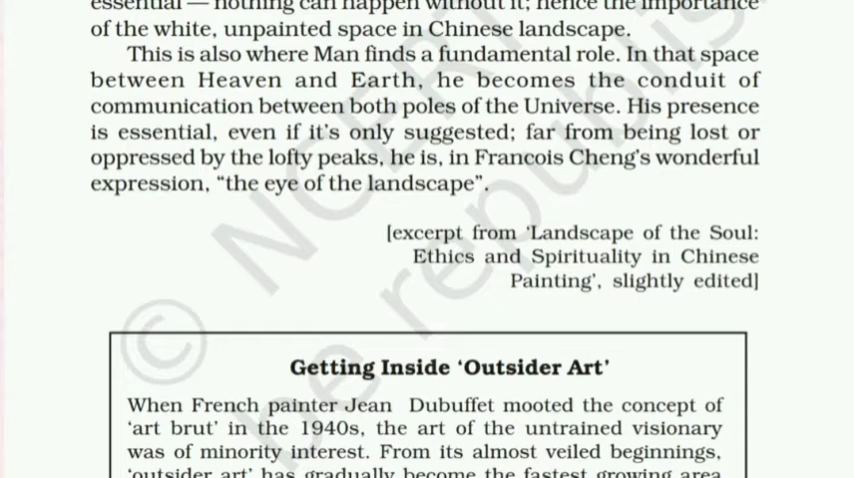 essential — nothing can happen without it; hence the importance
of the white, unpainted space in Chinese landscape.
This is also where Man finds a fundamental role. In that space
between Heaven and Earth, he becomes the conduit of
communication between both poles of the Universe. His presence
is essential, even if it's only suggested; far from being lost or
oppressed by the lofty peaks, he is, in Francois Cheng's wonderful
expression, “the eye of the landscape”.
[excerpt from ‘Landscape of the Soul:
Ethics and Spirituality in Chinese
Painting’, slightly edited]
© NCERT
be republis
Getting Inside ‘Outsider Art’
When French painter Jean Dubuffet mooted the concept of
‘art brut’ in the 1940s, the art of the untrained visionary
was of minority interest. From its almost veiled beginnings,
‘outsider art’ has gradually become the fastest growing area